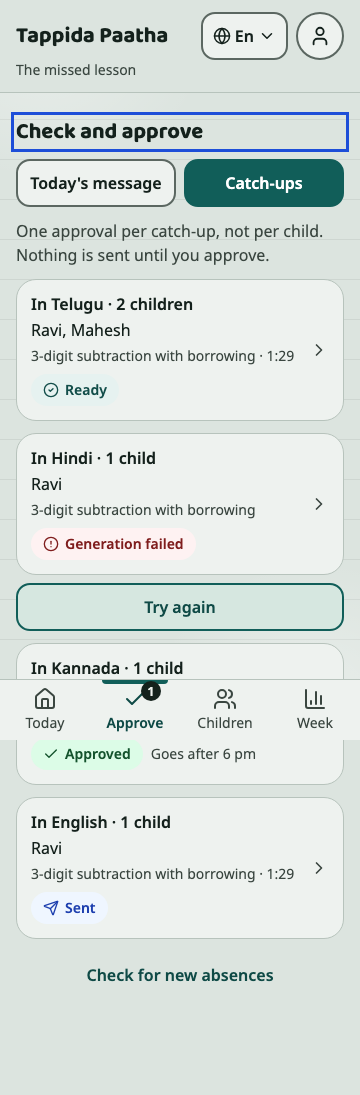 Tappida Paatha
En
The missed lesson
Check and approve
Today's message
Catch-ups
One approval per catch-up, not per child.
Nothing is sent until you approve.
In Telugu · 2 children
Ravi, Mahesh
3-digit subtraction with borrowing · 1:29
Ready
In Hindi · 1 child
Ravi
3-digit subtraction with borrowing
Generation failed
Try again
In Kannada · 1 child
1
Today
Approve
Children
Week
Approved
Goes after 6 pm
In English · 1 child
Ravi
3-digit subtraction with borrowing · 1:29
Sent
Check for new absences